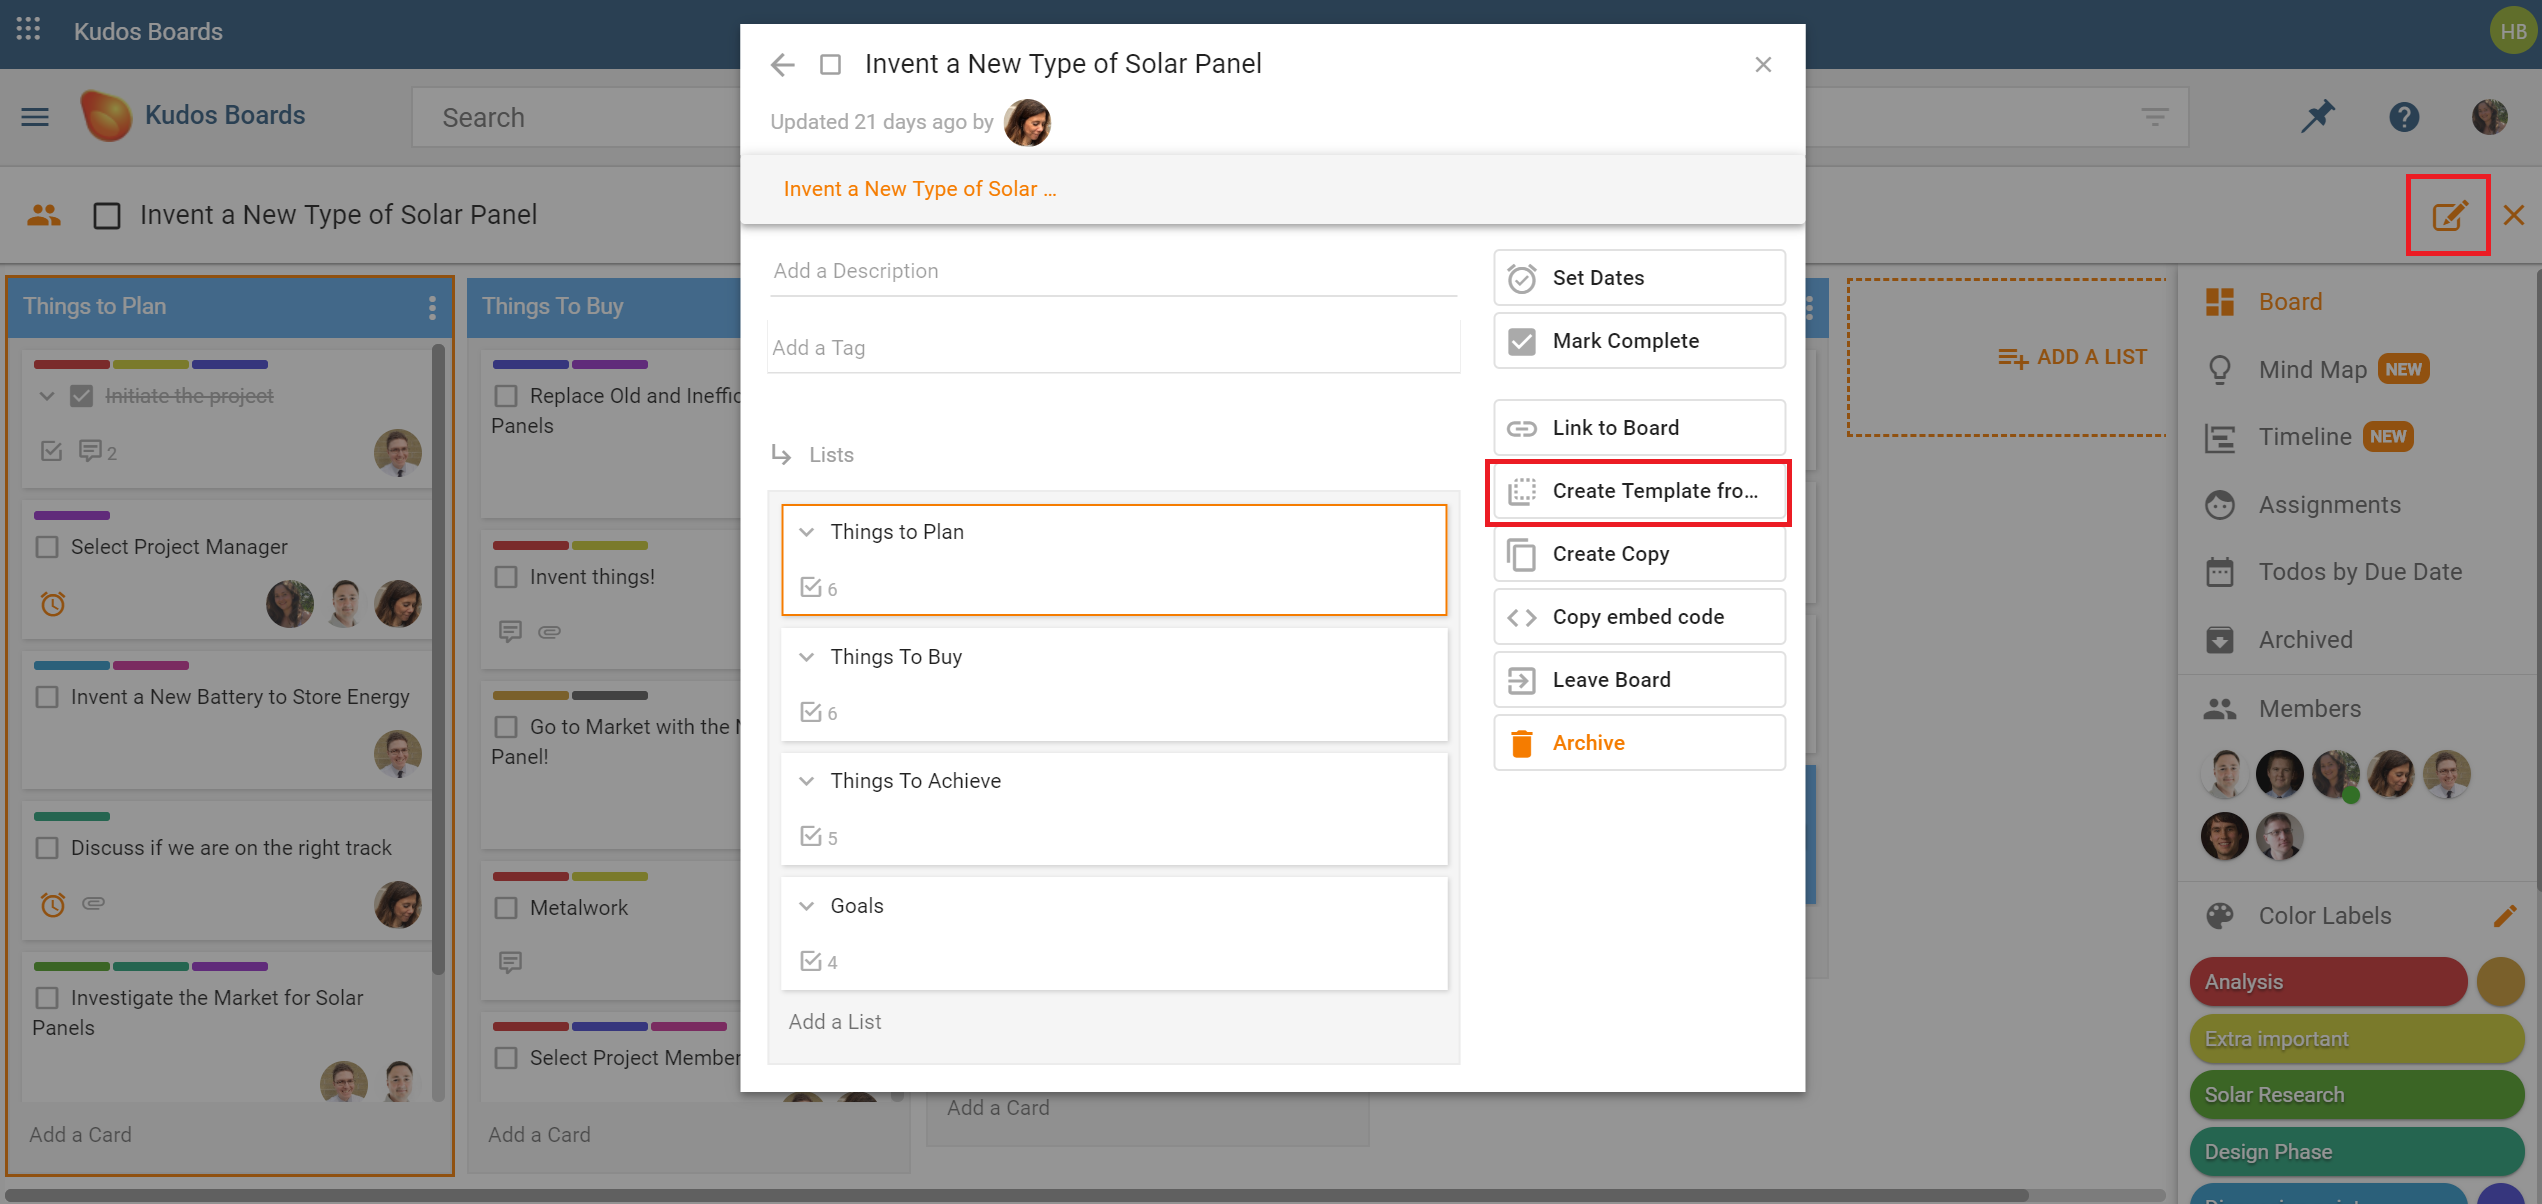 Kudos Boards
HB
Kudos Boards
Search
Invent a New Type of Solar Panel
Invent a New Type of Solar Panel
Updated 21 days ago by
Invent a New Type of Solar ...
Add a Description
Add a Tag
Lists
Things to Plan
6
Things To Buy
6
Things To Achieve
5
Goals
4
Add a List
Set Dates
Mark Complete
Link to Board
Create Template fro...
Create Copy
Copy embed code
Leave Board
Archive
Things to Plan
Initiate the project
2
Select Project Manager
Invent a New Battery to Store Energy
Discuss if we are on the right track
Investigate the Market for Solar
Panels
Add a Card
Things To Buy
Replace Old and Ineffic
Panels
Invent things!
Go to Market with the
Panel!
Metalwork
Select Project Member
Add a Card
Add a Card
ADD A LIST
Board
Mind Map NEW
Timeline NEW
Assignments
Todos by Due Date
Archived
Members
Color Labels
Analysis
Extra important
Solar Research
Design Phase